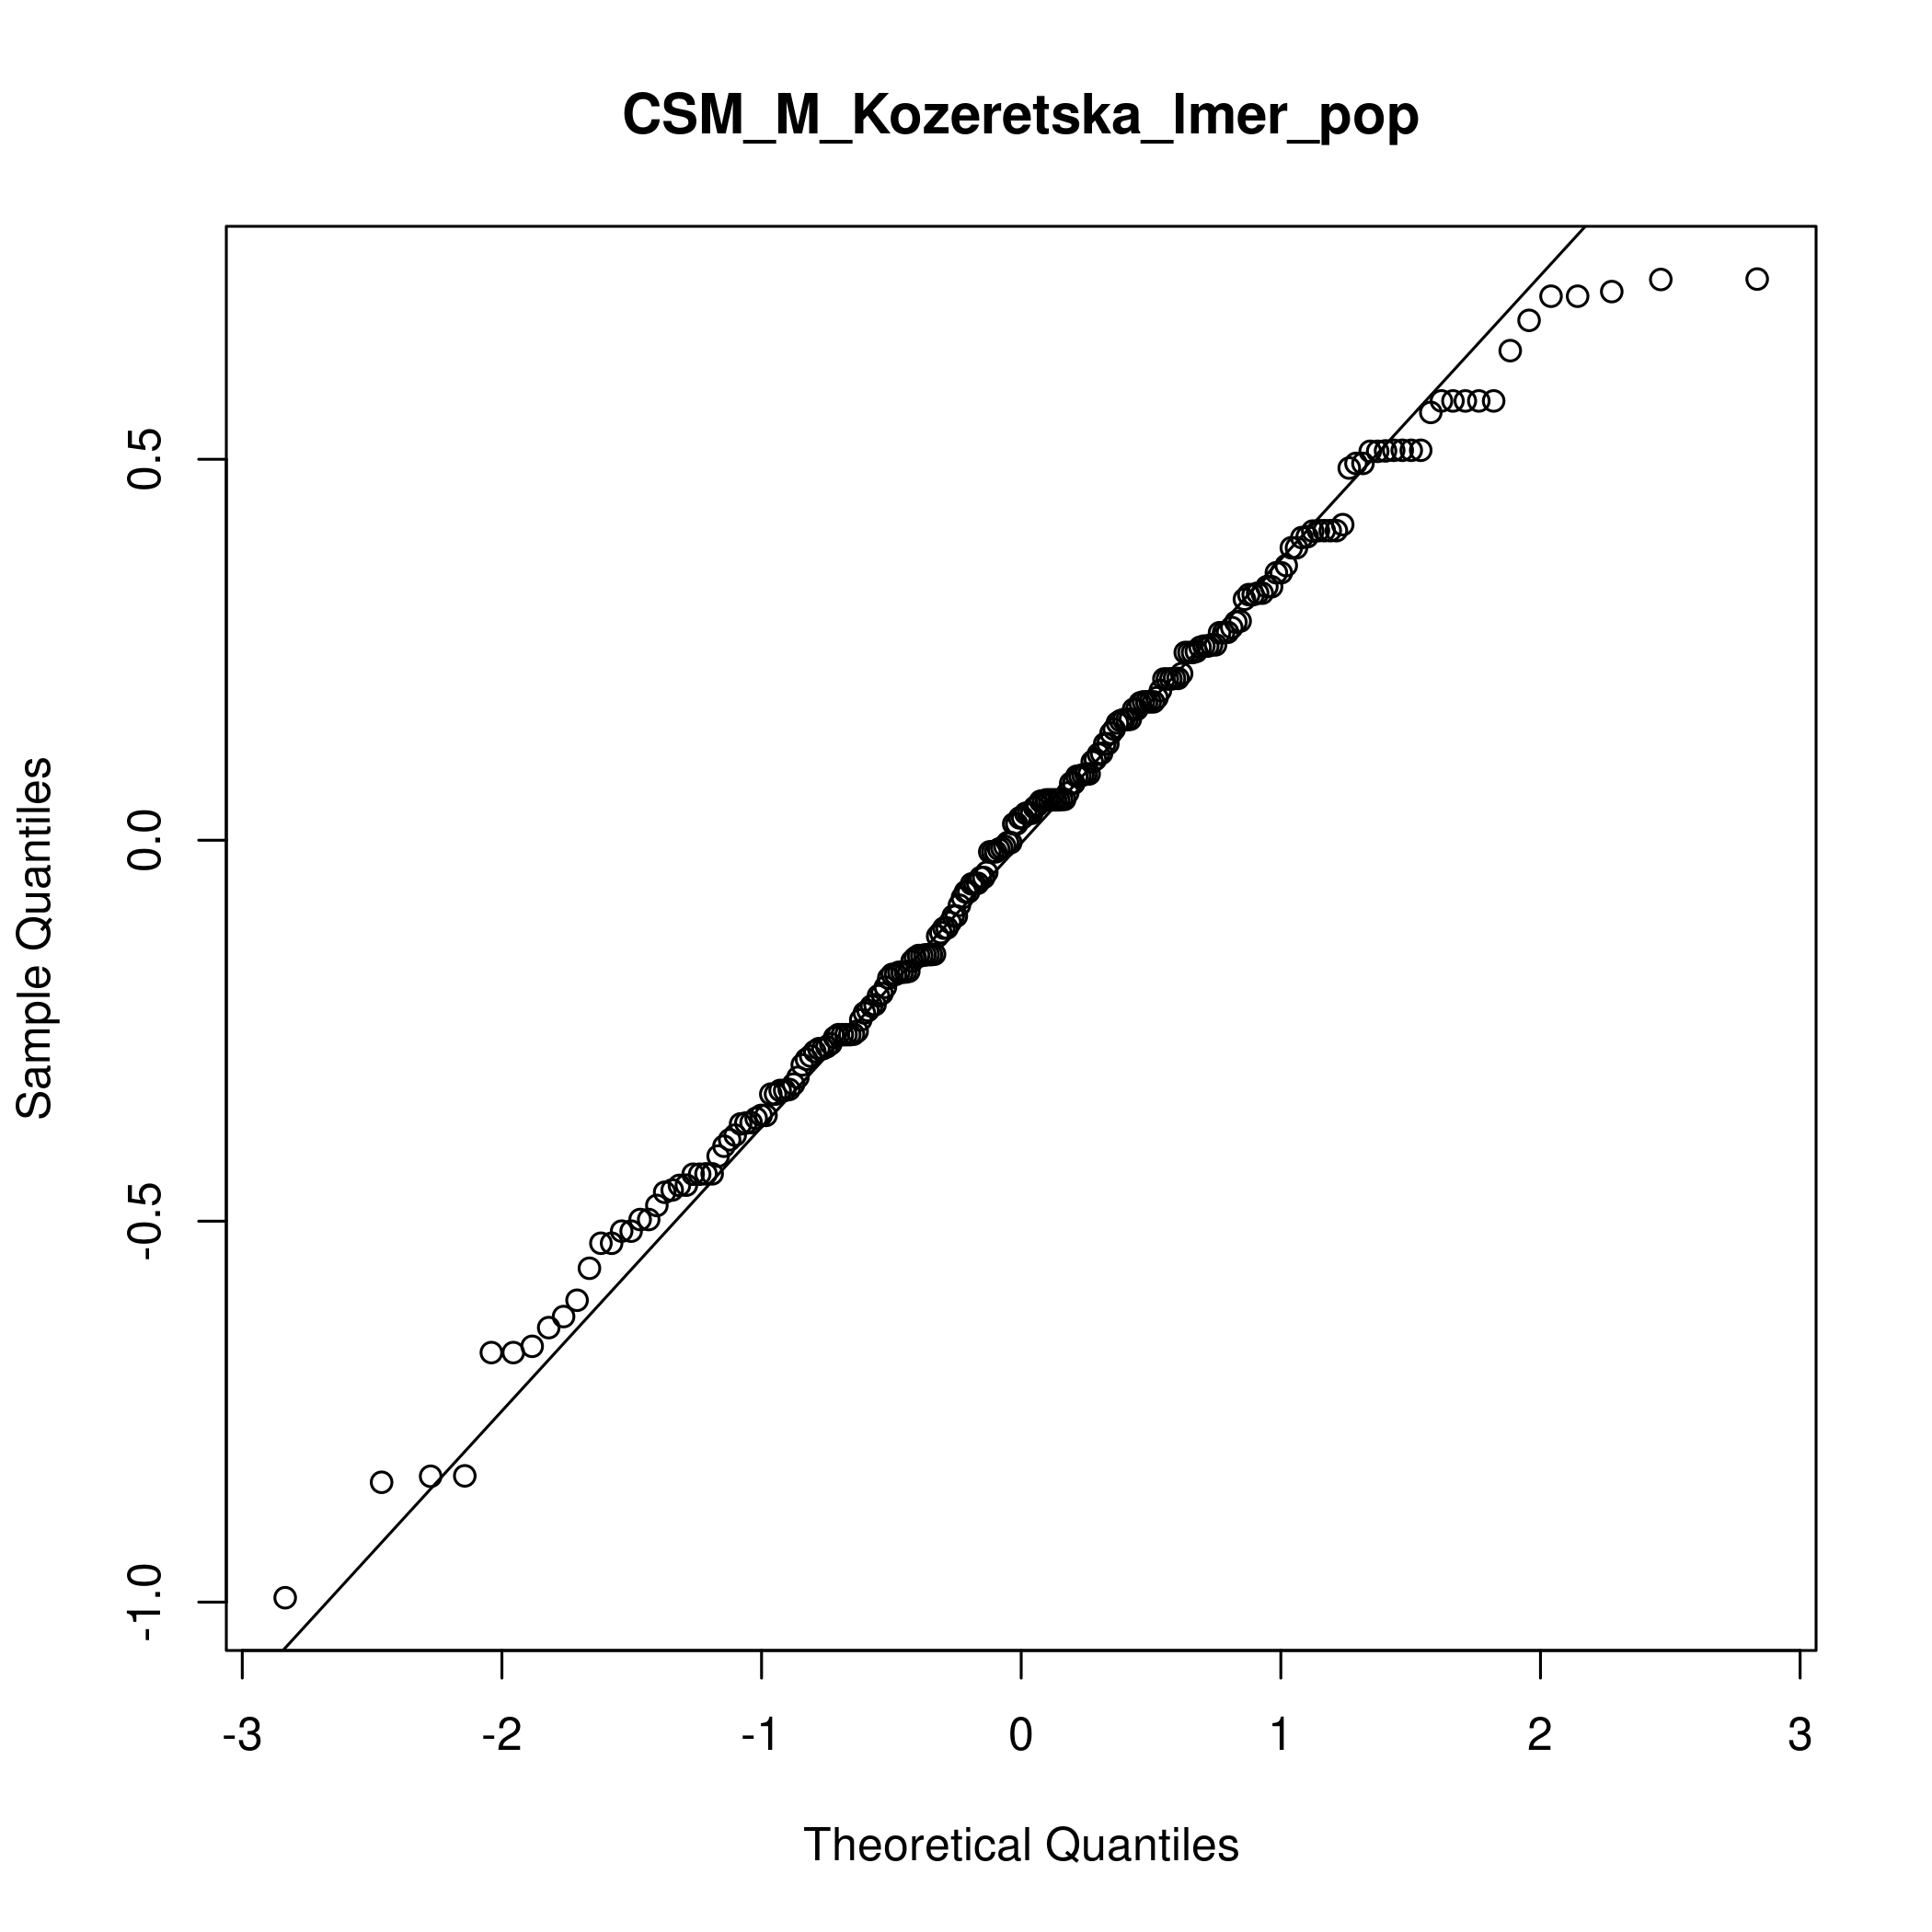 CSM_M_Kozeretska_lmer_pop
Sample Quantiles
0.5
0.0
-0.5
-1.0
-3 -2 -1 0 1 2 3
Theoretical Quantiles